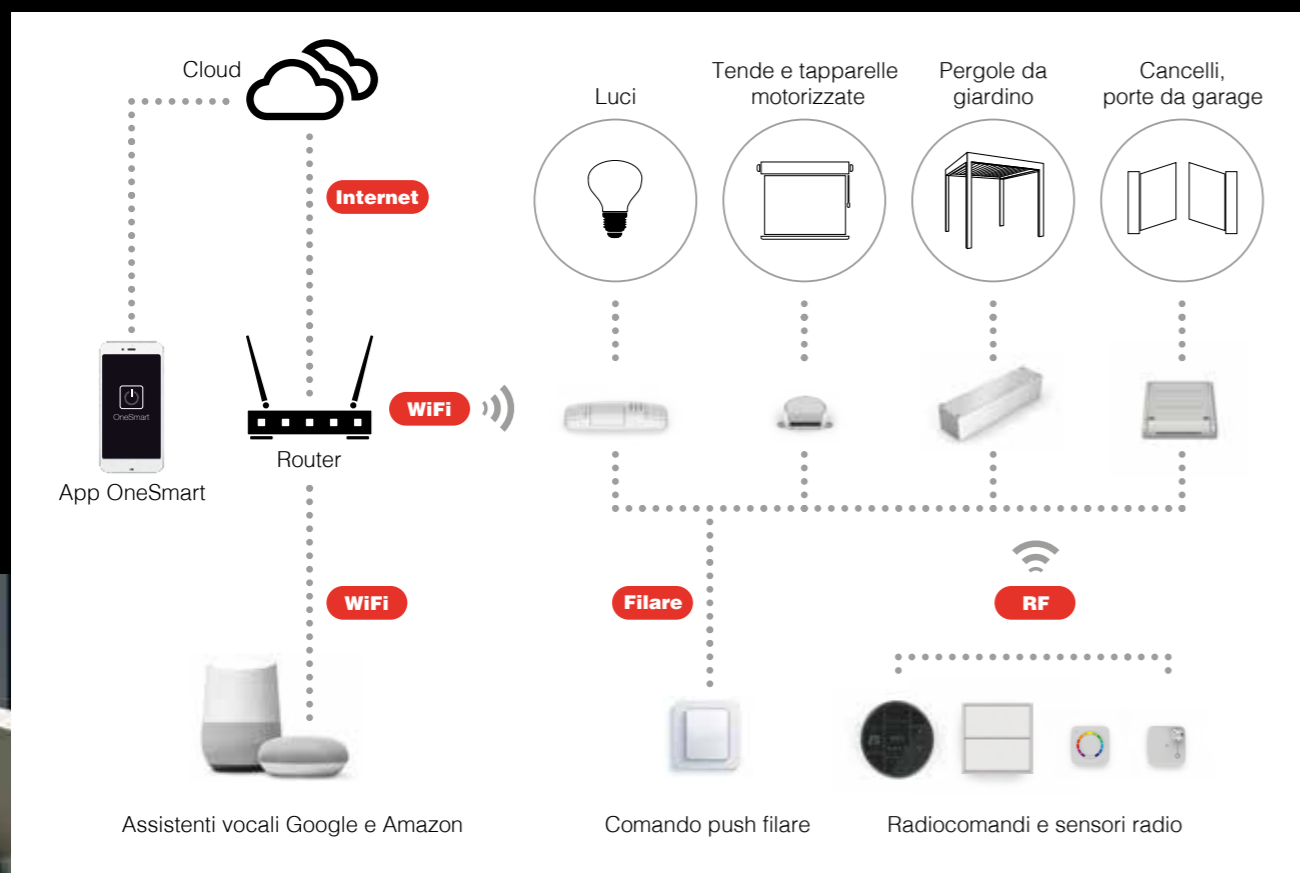 Cloud
Luci
Tende e tapparelle
motorizzate
Pergole da
giardino
Cancelli,
porte da garage
Internet
OneSmart
WiFi
Router
App OneSmart
WiFi
Filare
RF
Assistenti vocali Google e Amazon
Comando push filare
Radiocomandi e sensori radio